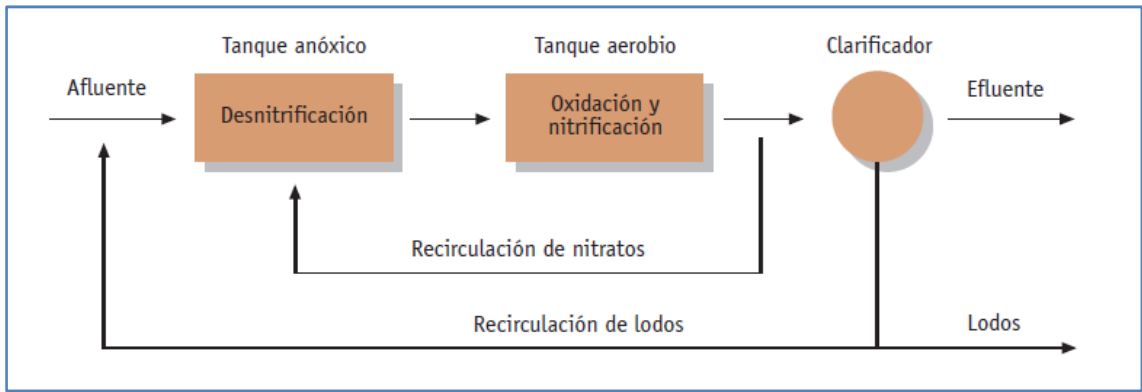 Tanque anóxico
Tanque aerobio
Clarificador
Afluente
Desnitrificación
Oxidación y
nitrificación
Efluente
Recirculación de nitratos
Recirculación de lodos
Lodos